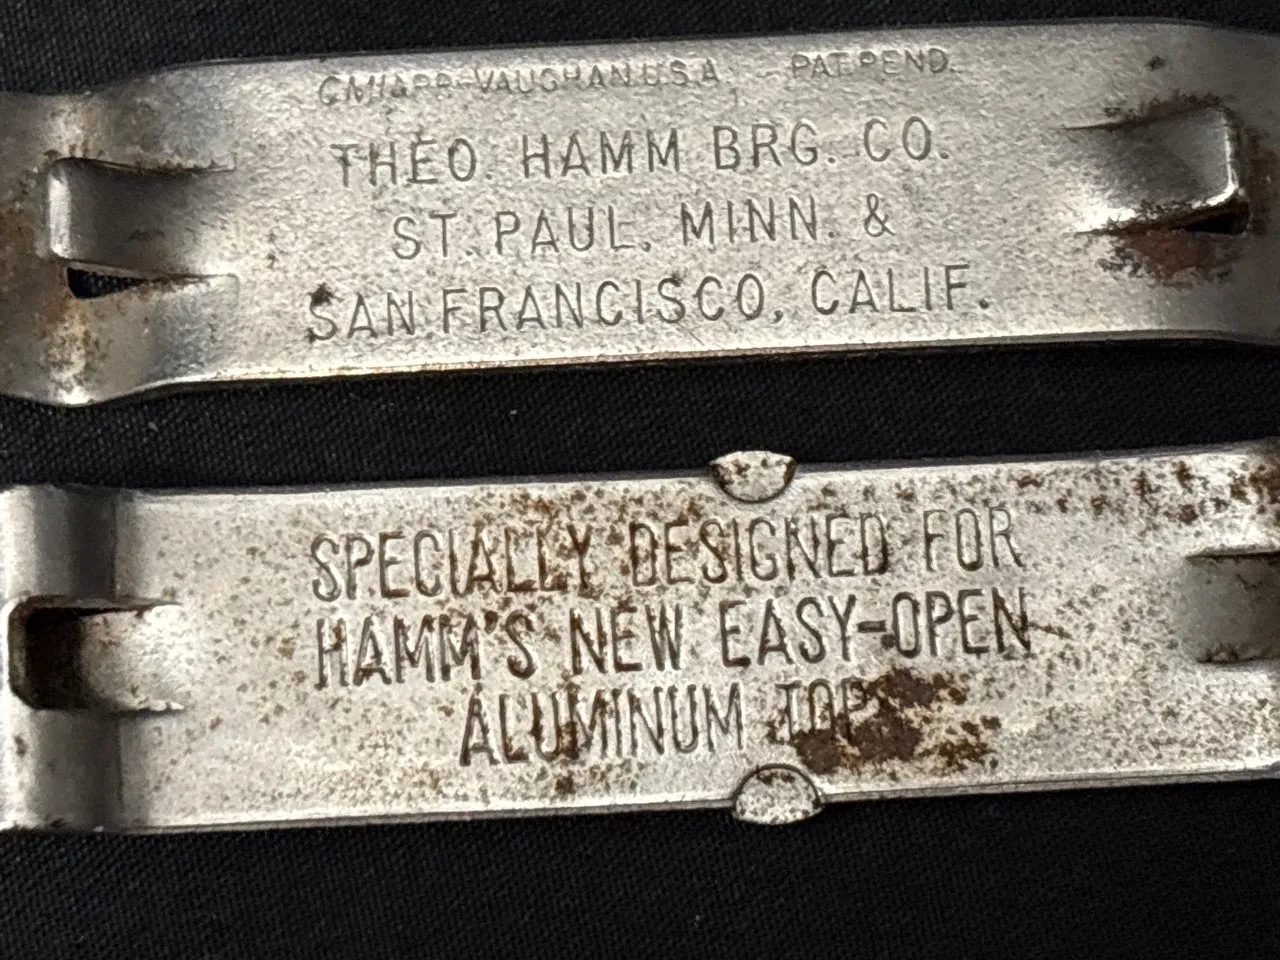 VAUGHAN U.S.A. PAT. PEND.
THEO. HAMM BRG. CO.
ST. PAUL, MINN. &
SAN FRANCISCO, CALIF.
SPECIALLY DESIGNED FOR
HAMM'S NEW EASY-OPEN
ALUMINUM TOPS